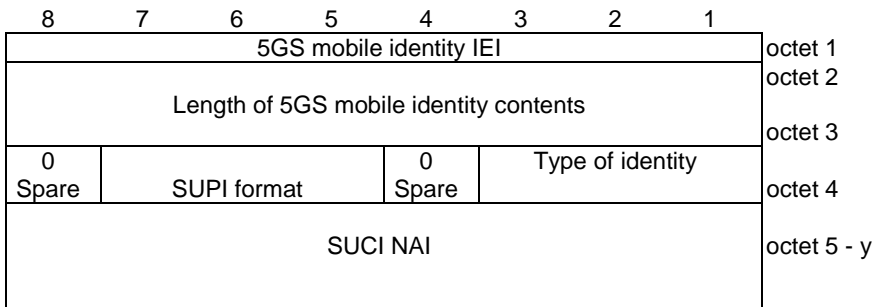 8 7 6 5 4 3 2 1
5GS mobile identity IEI octet 1
octet 2
Length of 5GS mobile identity contents
octet 3
0 0 Type of identity
Spare SUPI format Spare octet 4
SUCI NAI octet 5 - y